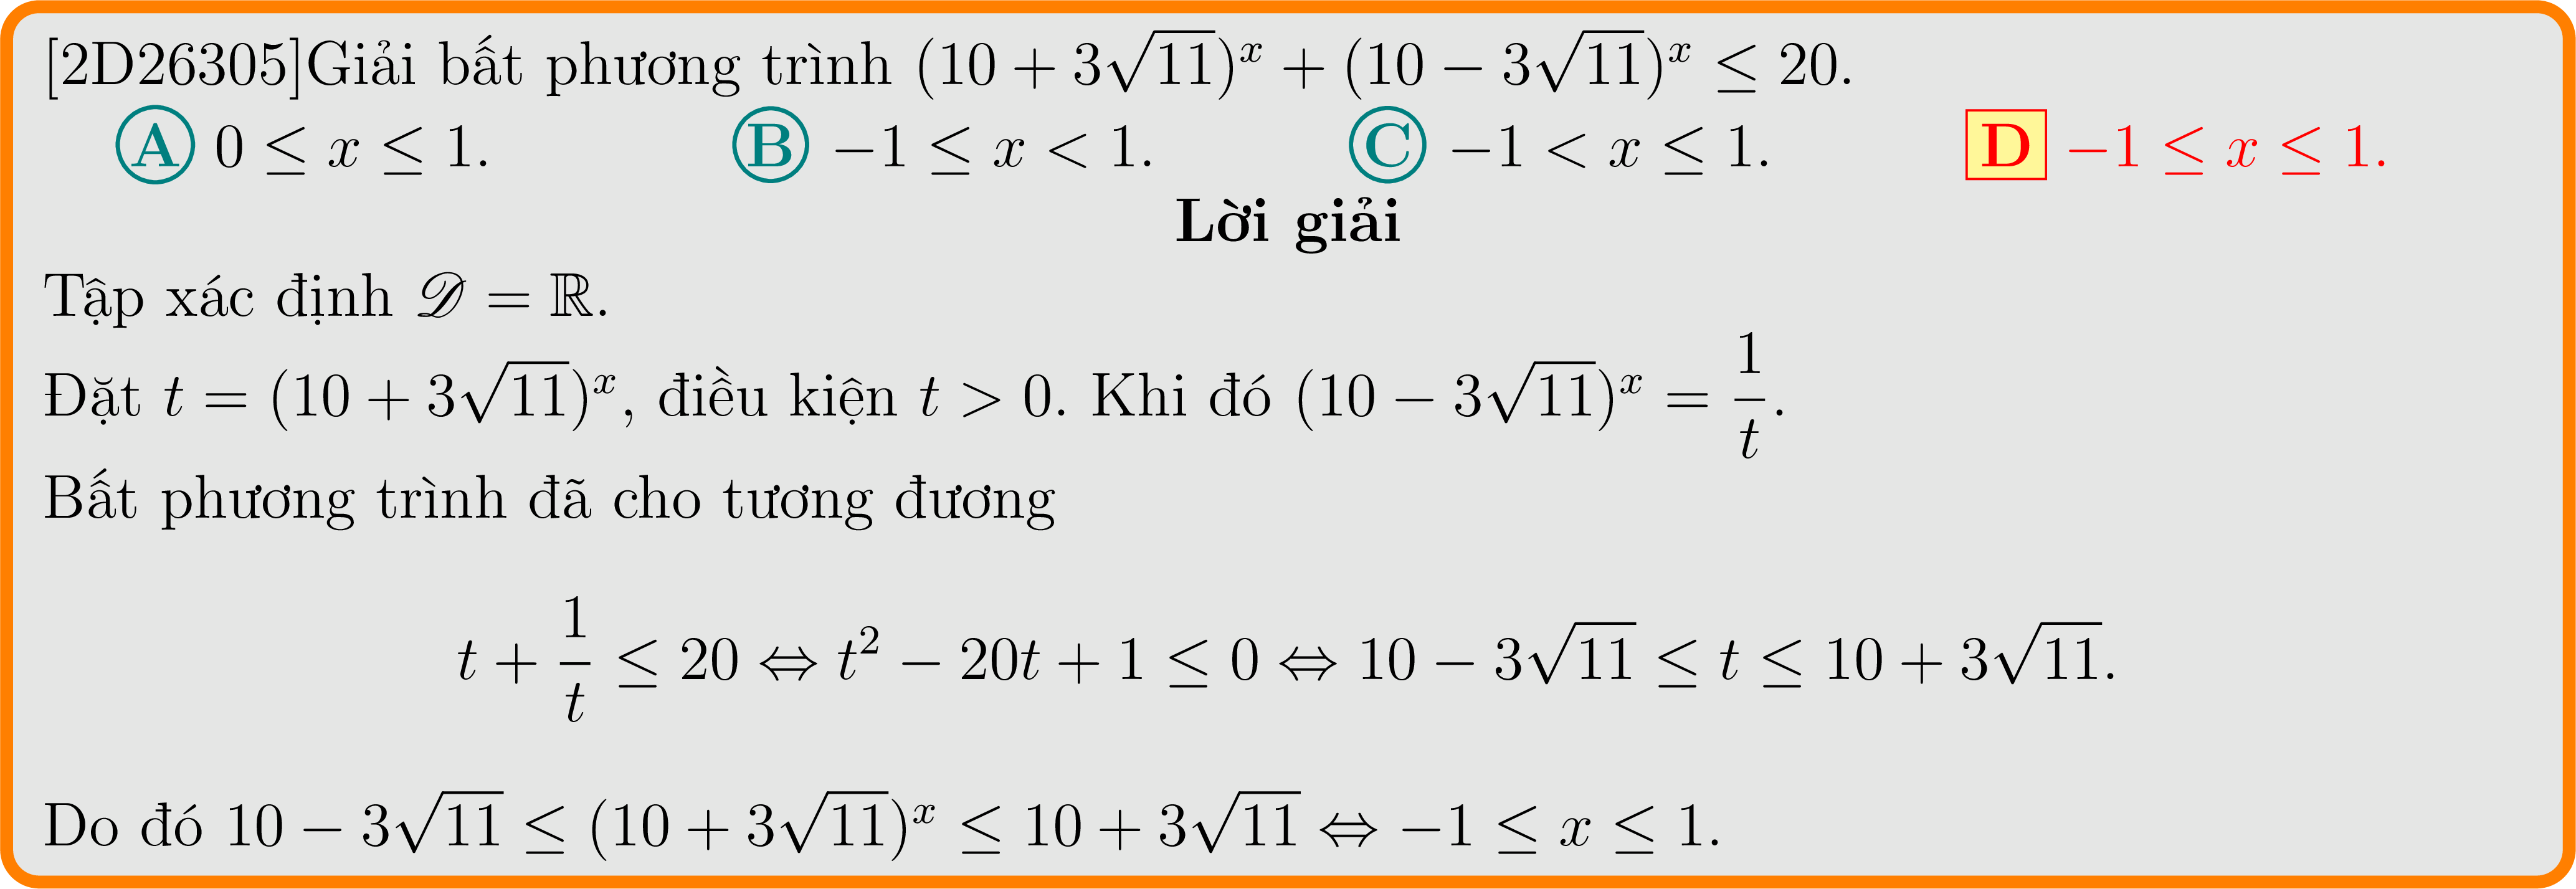 [2D26305]Giải bất phương trình (10 + 3√11)ˣ + (10 − 3√11)ˣ ≤ 20.
A 0 ≤ x ≤ 1. B −1 ≤ x < 1. C −1 < x ≤ 1. D −1 ≤ x ≤ 1.
Lời giải
Tập xác định 𝒟 = ℝ.
Đặt t = (10 + 3√11)ˣ, điều kiện t > 0. Khi đó (10 − 3√11)ˣ = 1/t.
Bất phương trình đã cho tương đương
t + 1/t ≤ 20 ⇔ t² − 20t + 1 ≤ 0 ⇔ 10 − 3√11 ≤ t ≤ 10 + 3√11.
Do đó 10 − 3√11 ≤ (10 + 3√11)ˣ ≤ 10 + 3√11 ⇔ −1 ≤ x ≤ 1.